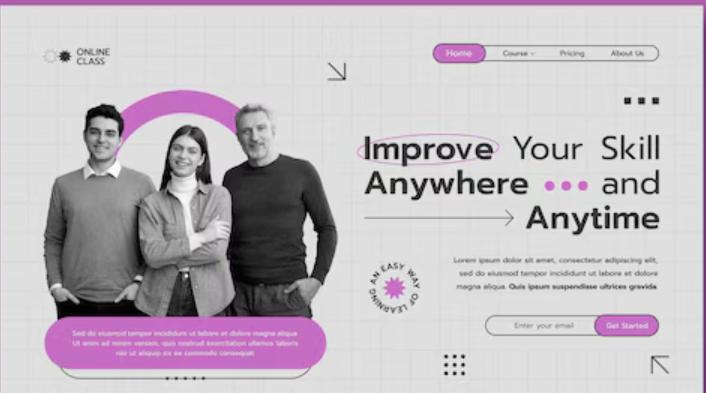 ONLINE
CLASS
Home Course Pricing About Us
Improve Your Skill
Anywhere and
Anytime
Lorem ipsum dolor sit amet, consectetur adipiscing elit,
sed do eiusmod tempor incididunt ut labore et dolore
magna aliqua. Quis ipsum suspendisse ultrices gravida.
AN EASY WAY OF LEARNING
Enter your email Get Started
Sed do eiusmod tempor incididunt ut labore et dolore magna aliqua
Ut enim ad minim veniam, quis nostrud exercitation ullamco laboris
nisi ut aliquip ex ea commodo consequat